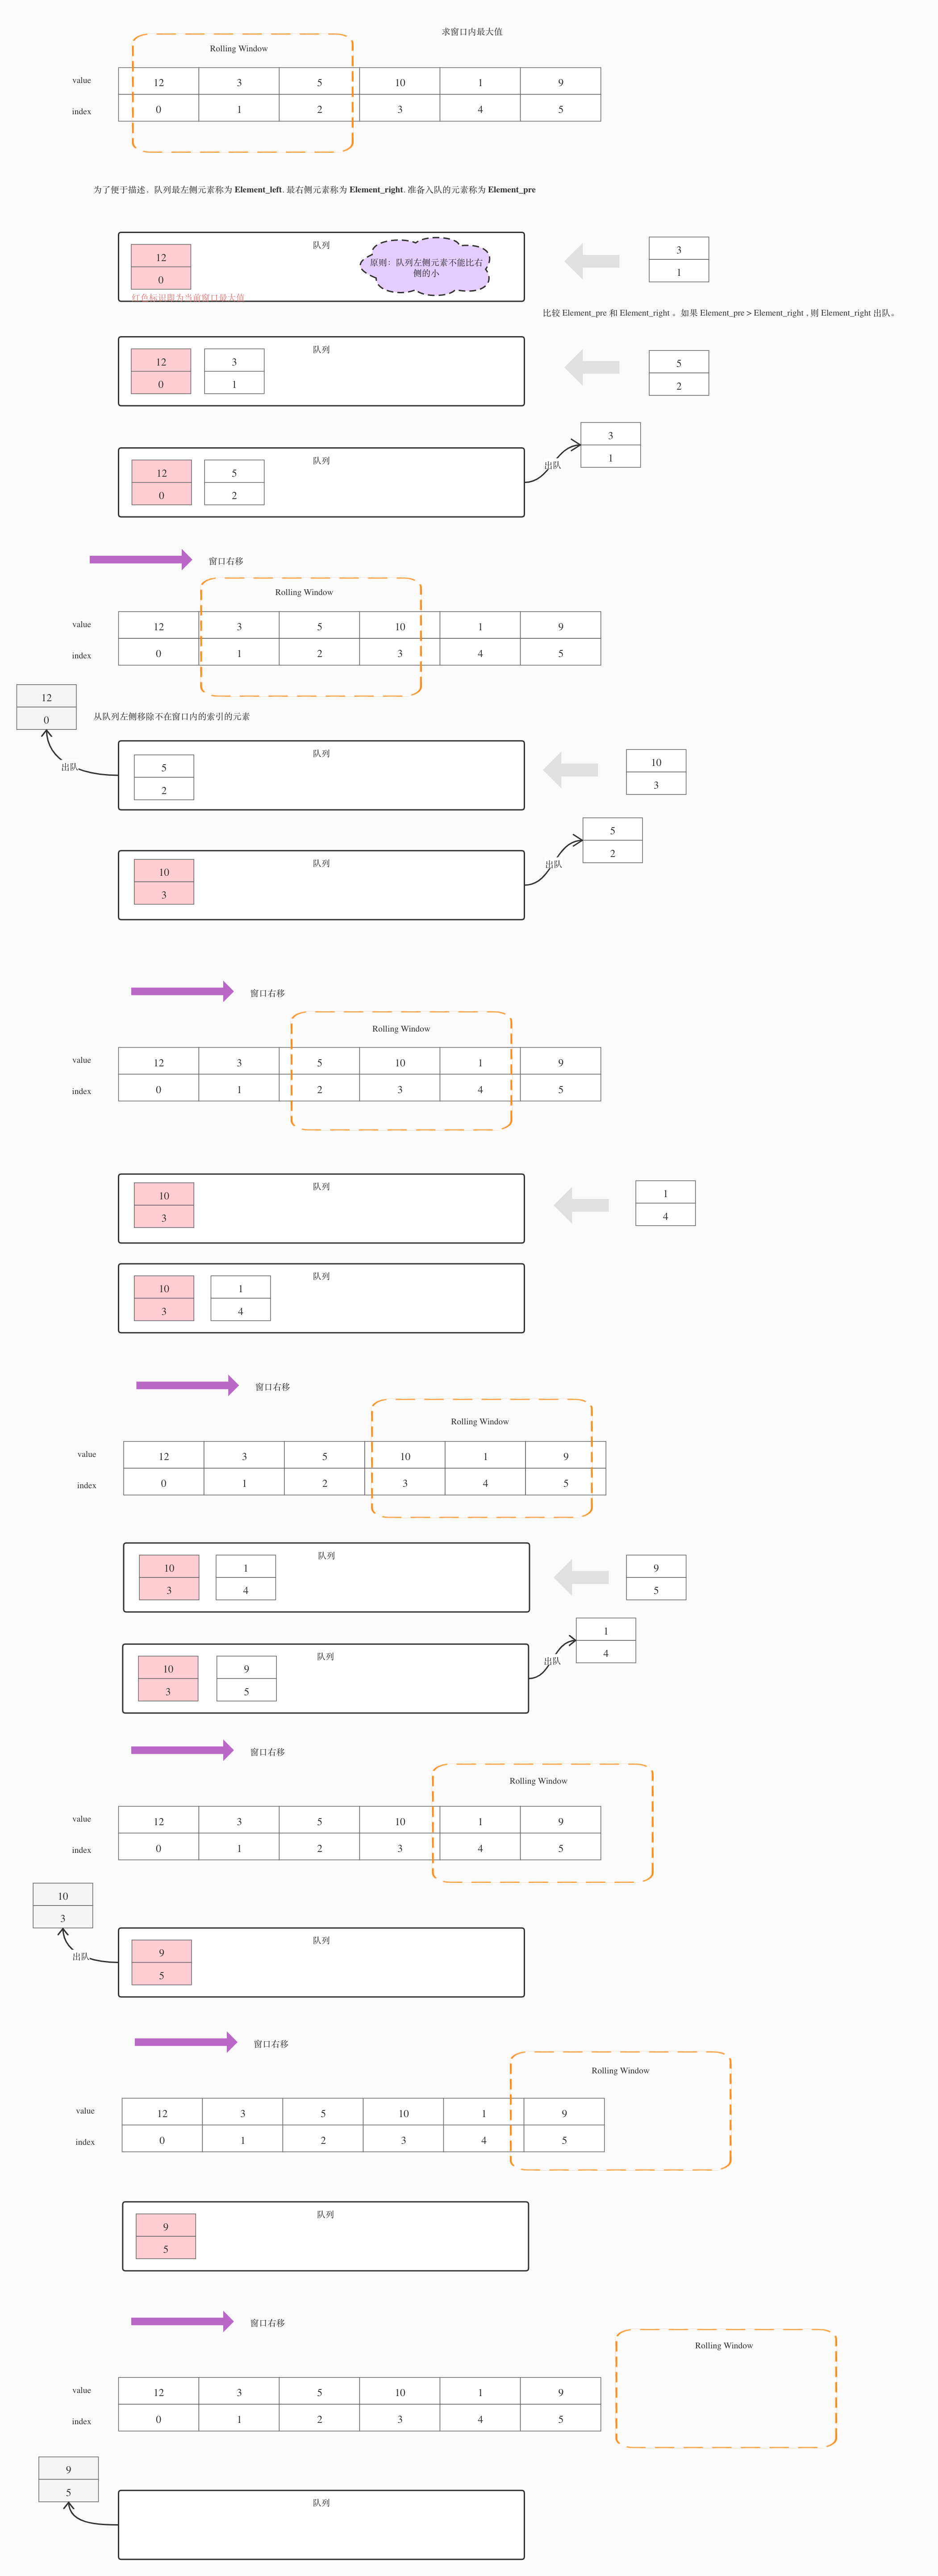 求窗口内最大值
Rolling Window
value 12 3 5 10 1 9
index 0 1 2 3 4 5
为了便于描述，队列最左侧元素称为 Element_left. 最右侧元素称为 Element_right. 准备入队的元素称为 Element_pre
队列
12
0
原则：队列左侧元素不能比右
侧的小
3
1
红色标识即为当前窗口最大值
比较 Element_pre 和 Element_right 。如果 Element_pre > Element_right , 则 Element_right 出队。
队列
12 3
0 1
5
2
队列
12 5
0 2
出队
3
1
窗口右移
Rolling Window
value 12 3 5 10 1 9
index 0 1 2 3 4 5
12
0
从队列左侧移除不在窗口内的索引的元素
出队
队列
5
2
10
3
队列
10
3
出队
5
2
窗口右移
Rolling Window
value 12 3 5 10 1 9
index 0 1 2 3 4 5
队列
10
3
1
4
队列
10 1
3 4
窗口右移
Rolling Window
value 12 3 5 10 1 9
index 0 1 2 3 4 5
队列
10 1
3 4
9
5
队列
10 9
3 5
出队
1
4
窗口右移
Rolling Window
value 12 3 5 10 1 9
index 0 1 2 3 4 5
10
3
出队
队列
9
5
窗口右移
Rolling Window
value 12 3 5 10 1 9
index 0 1 2 3 4 5
队列
9
5
窗口右移
Rolling Window
value 12 3 5 10 1 9
index 0 1 2 3 4 5
9
5
队列